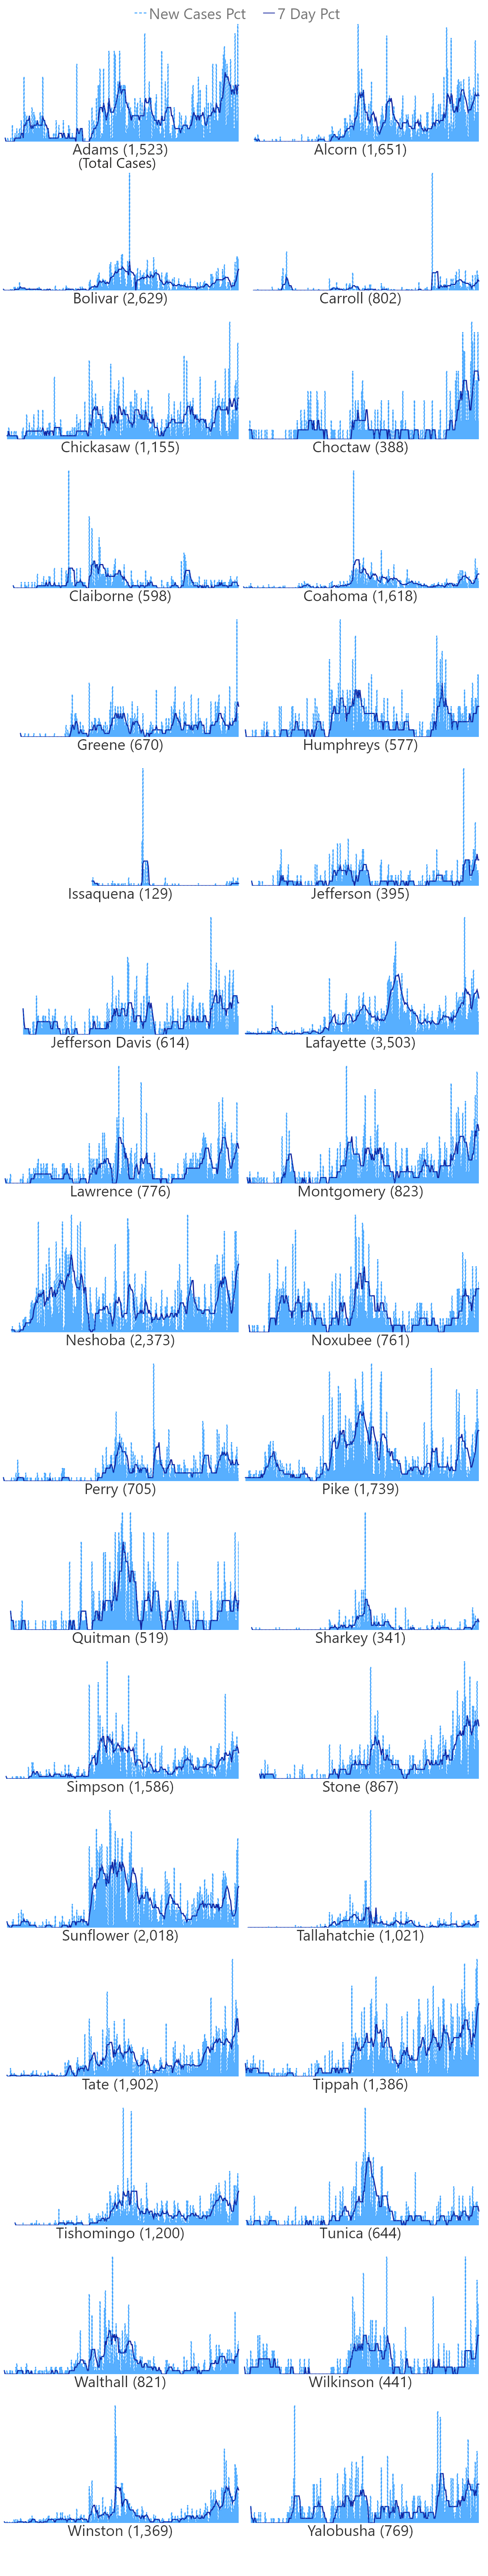 New Cases Pct 7 Day Pct
Adams (1,523) Alcorn (1,651)
(Total Cases)
Bolivar (2,629) Carroll (802)
Chickasaw (1,155) Choctaw (388)
Claiborne (598) Coahoma (1,618)
Greene (670) Humphreys (577)
Issaquena (129) Jefferson (395)
Jefferson Davis (614) Lafayette (3,503)
Lawrence (776) Montgomery (823)
Neshoba (2,373) Noxubee (761)
Perry (705) Pike (1,739)
Quitman (519) Sharkey (341)
Simpson (1,586) Stone (867)
Sunflower (2,018) Tallahatchie (1,021)
Tate (1,902) Tippah (1,386)
Tishomingo (1,200) Tunica (644)
Walthall (821) Wilkinson (441)
Winston (1,369) Yalobusha (769)